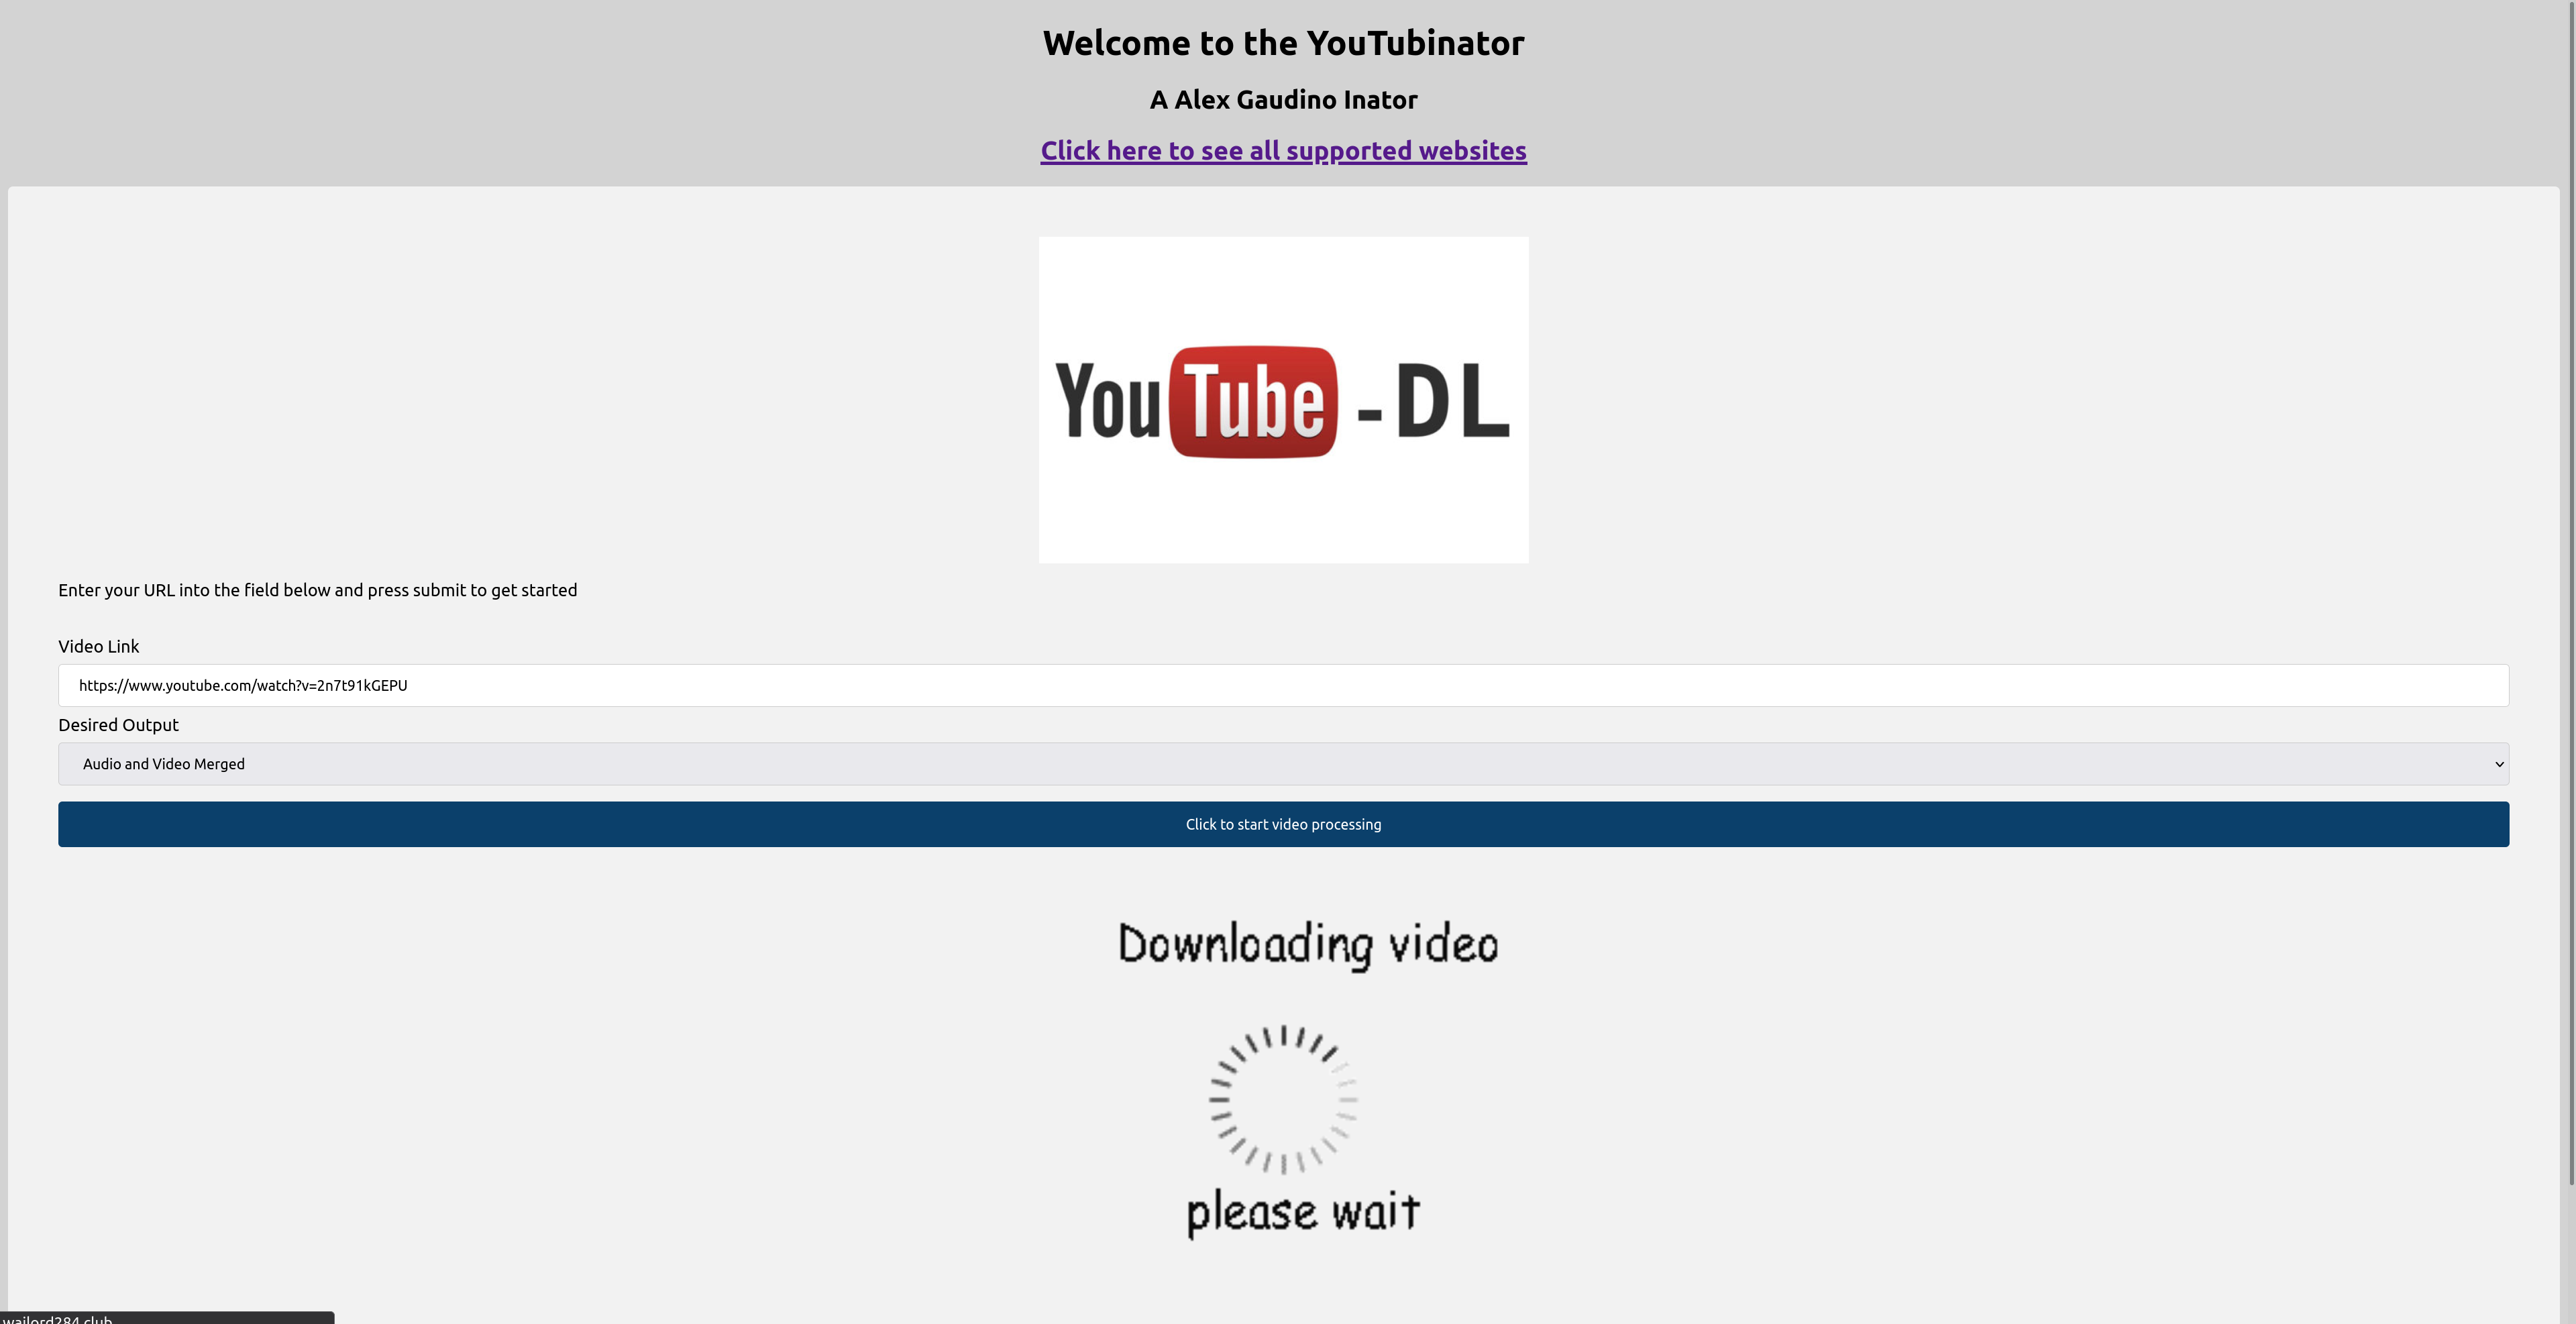 Welcome to the YouTubinator
A Alex Gaudino Inator
Click here to see all supported websites
YouTube - DL
Enter your URL into the field below and press submit to get started
Video Link
https://www.youtube.com/watch?v=2n7t91kGEPU
Desired Output
Audio and Video Merged
Click to start video processing
Downloading video
please wait
wailord284.club